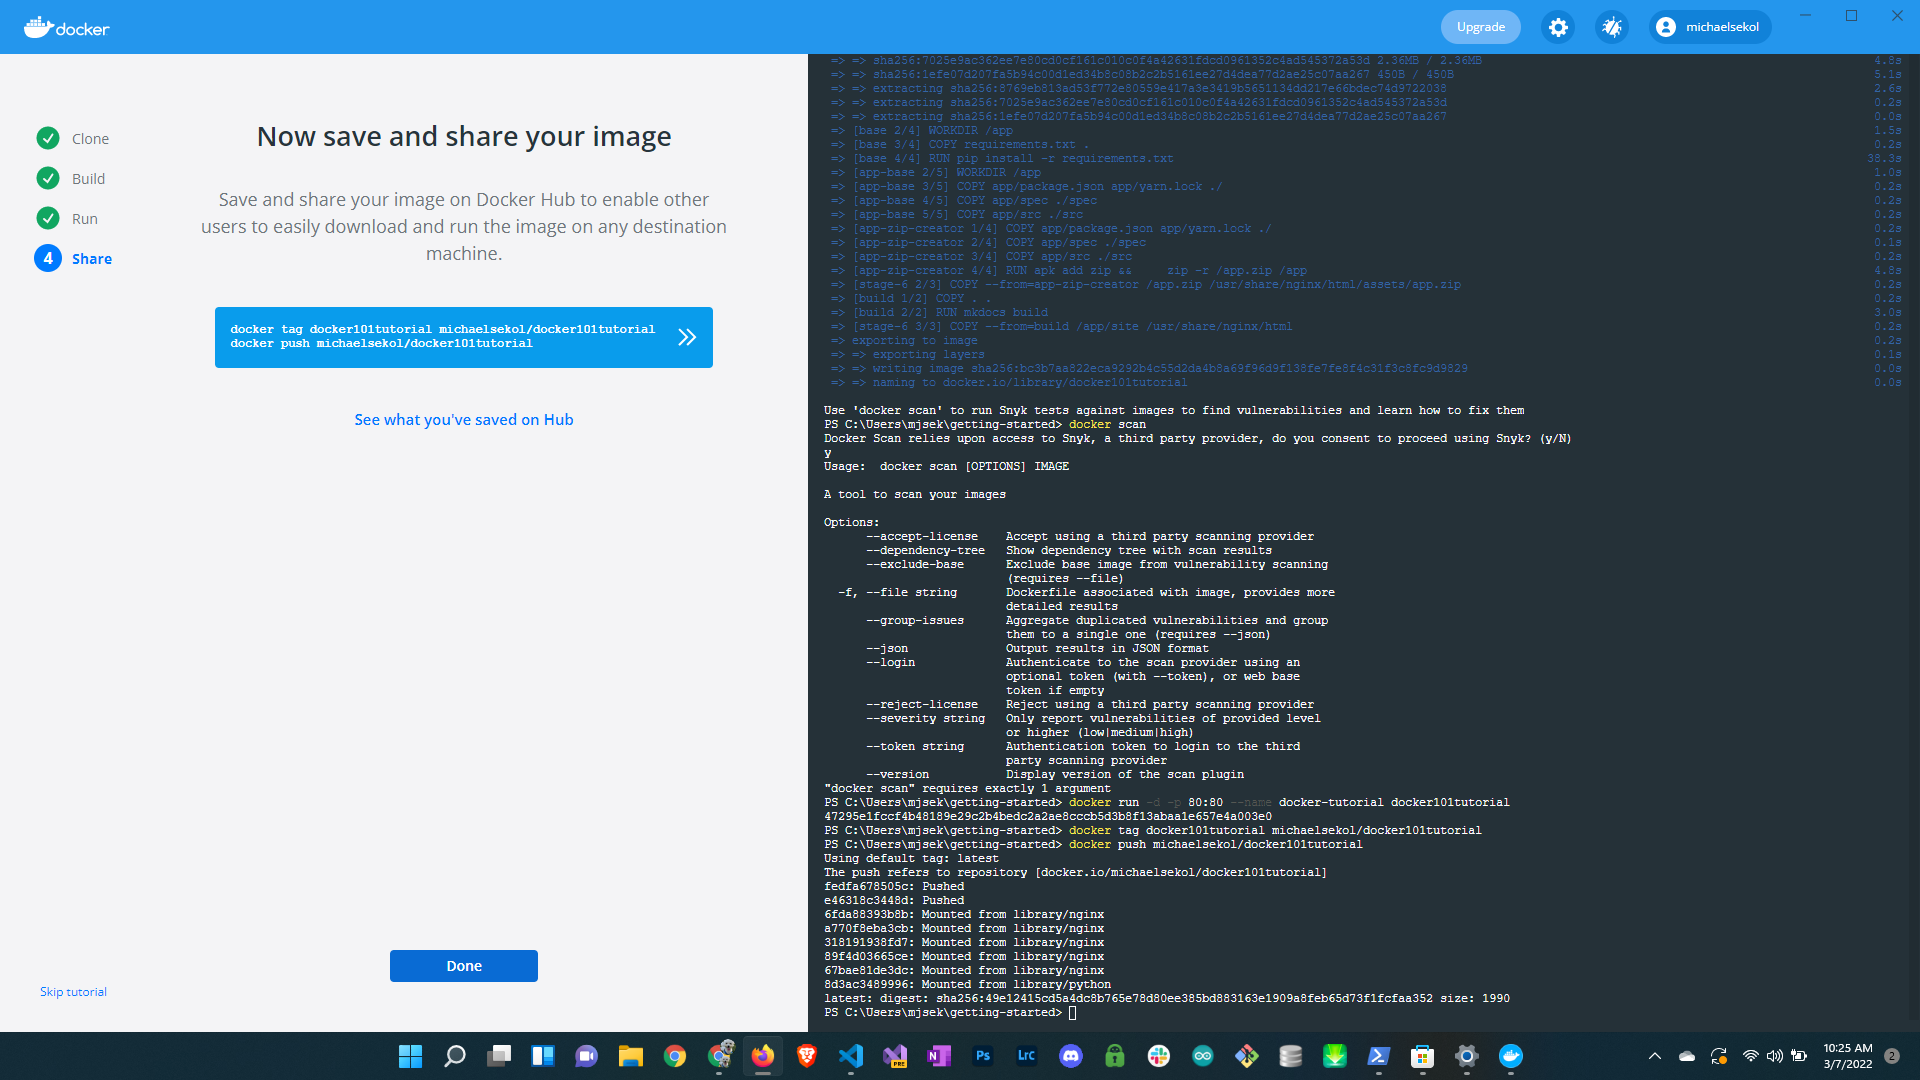 docker
Upgrade
michaelsekol
Clone
Build
Run
4 Share
Now save and share your image
Save and share your image on Docker Hub to enable other
users to easily download and run the image on any destination
machine.
docker tag docker101tutorial michaelsekol/docker101tutorial
docker push michaelsekol/docker101tutorial
See what you've saved on Hub
Done
Skip tutorial
=> => sha256:7025e9ac362ee7e80cd0cf161c010c0f4a42631fdcd0961352c4ad545372a53d 2.36MB / 2.36MB 4.8s
=> => sha256:1efe07d207fa5b94c00d1ed34b8c08b2c2b5161ee27d4dea77d2ae25c07aa267 450B / 450B 5.1s
=> => extracting sha256:8769eb813ad53f772e80559e417a3e3419b5651134dd217e66bdec74d9722038 2.6s
=> => extracting sha256:7025e9ac362ee7e80cd0cf161c010c0f4a42631fdcd0961352c4ad545372a53d 0.2s
=> => extracting sha256:1efe07d207fa5b94c00d1ed34b8c08b2c2b5161ee27d4dea77d2ae25c07aa267 0.0s
=> [base 2/4] WORKDIR /app 1.5s
=> [base 3/4] COPY requirements.txt . 0.2s
=> [base 4/4] RUN pip install -r requirements.txt 38.3s
=> [app-base 2/5] WORKDIR /app 1.0s
=> [app-base 3/5] COPY app/package.json app/yarn.lock ./ 0.2s
=> [app-base 4/5] COPY app/spec ./spec 0.2s
=> [app-base 5/5] COPY app/src ./src 0.2s
=> [app-zip-creator 1/4] COPY app/package.json app/yarn.lock ./ 0.2s
=> [app-zip-creator 2/4] COPY app/spec ./spec 0.1s
=> [app-zip-creator 3/4] COPY app/src ./src 0.2s
=> [app-zip-creator 4/4] RUN apk add zip &&     zip -r /app.zip /app 4.8s
=> [stage-6 2/3] COPY --from=app-zip-creator /app.zip /usr/share/nginx/html/assets/app.zip 0.2s
=> [build 1/2] COPY . . 0.2s
=> [build 2/2] RUN mkdocs build 3.0s
=> [stage-6 3/3] COPY --from=build /app/site /usr/share/nginx/html 0.2s
=> exporting to image 0.2s
=> => exporting layers 0.1s
=> => writing image sha256:bc3b7aa822eca9292b4c55d2da4b8a69f96d9f138fe7fe8f4c31f3c8fc9d9829 0.0s
=> => naming to docker.io/library/docker101tutorial 0.0s
Use 'docker scan' to run Snyk tests against images to find vulnerabilities and learn how to fix them
PS C:\Users\mjsek\getting-started> docker scan
Docker Scan relies upon access to Snyk, a third party provider, do you consent to proceed using Snyk? (y/N)
y
Usage:  docker scan [OPTIONS] IMAGE
A tool to scan your images
Options:
--accept-license    Accept using a third party scanning provider
--dependency-tree   Show dependency tree with scan results
--exclude-base      Exclude base image from vulnerability scanning
(requires --file)
-f, --file string       Dockerfile associated with image, provides more
detailed results
--group-issues      Aggregate duplicated vulnerabilities and group
them to a single one (requires --json)
--json              Output results in JSON format
--login             Authenticate to the scan provider using an
optional token (with --token), or web base
token if empty
--reject-license    Reject using a third party scanning provider
--severity string   Only report vulnerabilities of provided level
or higher (low|medium|high)
--token string      Authentication token to login to the third
party scanning provider
--version           Display version of the scan plugin
"docker scan" requires exactly 1 argument
PS C:\Users\mjsek\getting-started> docker run -d -p 80:80 --name docker-tutorial docker101tutorial
47295e1fccf4b48189e29c2b4bedc2a2ae8cccb5d3b8f13abaa1e657e4a003e0
PS C:\Users\mjsek\getting-started> docker tag docker101tutorial michaelsekol/docker101tutorial
PS C:\Users\mjsek\getting-started> docker push michaelsekol/docker101tutorial
Using default tag: latest
The push refers to repository [docker.io/michaelsekol/docker101tutorial]
fedfa678505c: Pushed
e46318c3448d: Pushed
6fda88393b8b: Mounted from library/nginx
a770f8eba3cb: Mounted from library/nginx
318191938fd7: Mounted from library/nginx
89f4d03665ce: Mounted from library/nginx
67bae81de3dc: Mounted from library/nginx
8d3ac3489996: Mounted from library/python
latest: digest: sha256:49e12415cd5a4dc8b765e78d80ee385bd883163e1909a8feb65d73f1fcfaa352 size: 1990
PS C:\Users\mjsek\getting-started>
PRE
N
Ps
LrC
10:25 AM
3/7/2022
2